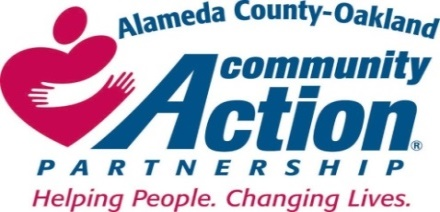 Alameda County-Oakland
community
Action®
PARTNERSHIP
Helping People. Changing Lives.